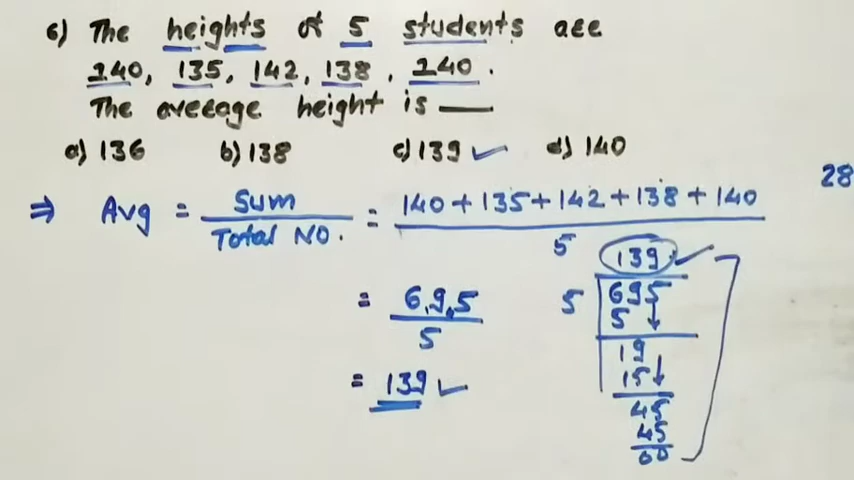 6) The heights of 5 students are
140, 135, 142, 138, 140.
The average height is ___
a) 136 b) 138 c) 139 ✓ d) 140
28
⇒ Avg = Sum / Total No. = 140 + 135 + 142 + 138 + 140 / 5
= 695 / 5
= 139 ✓
139 ✓
5 695
5 ↓
19
15 ↓
45
45
00